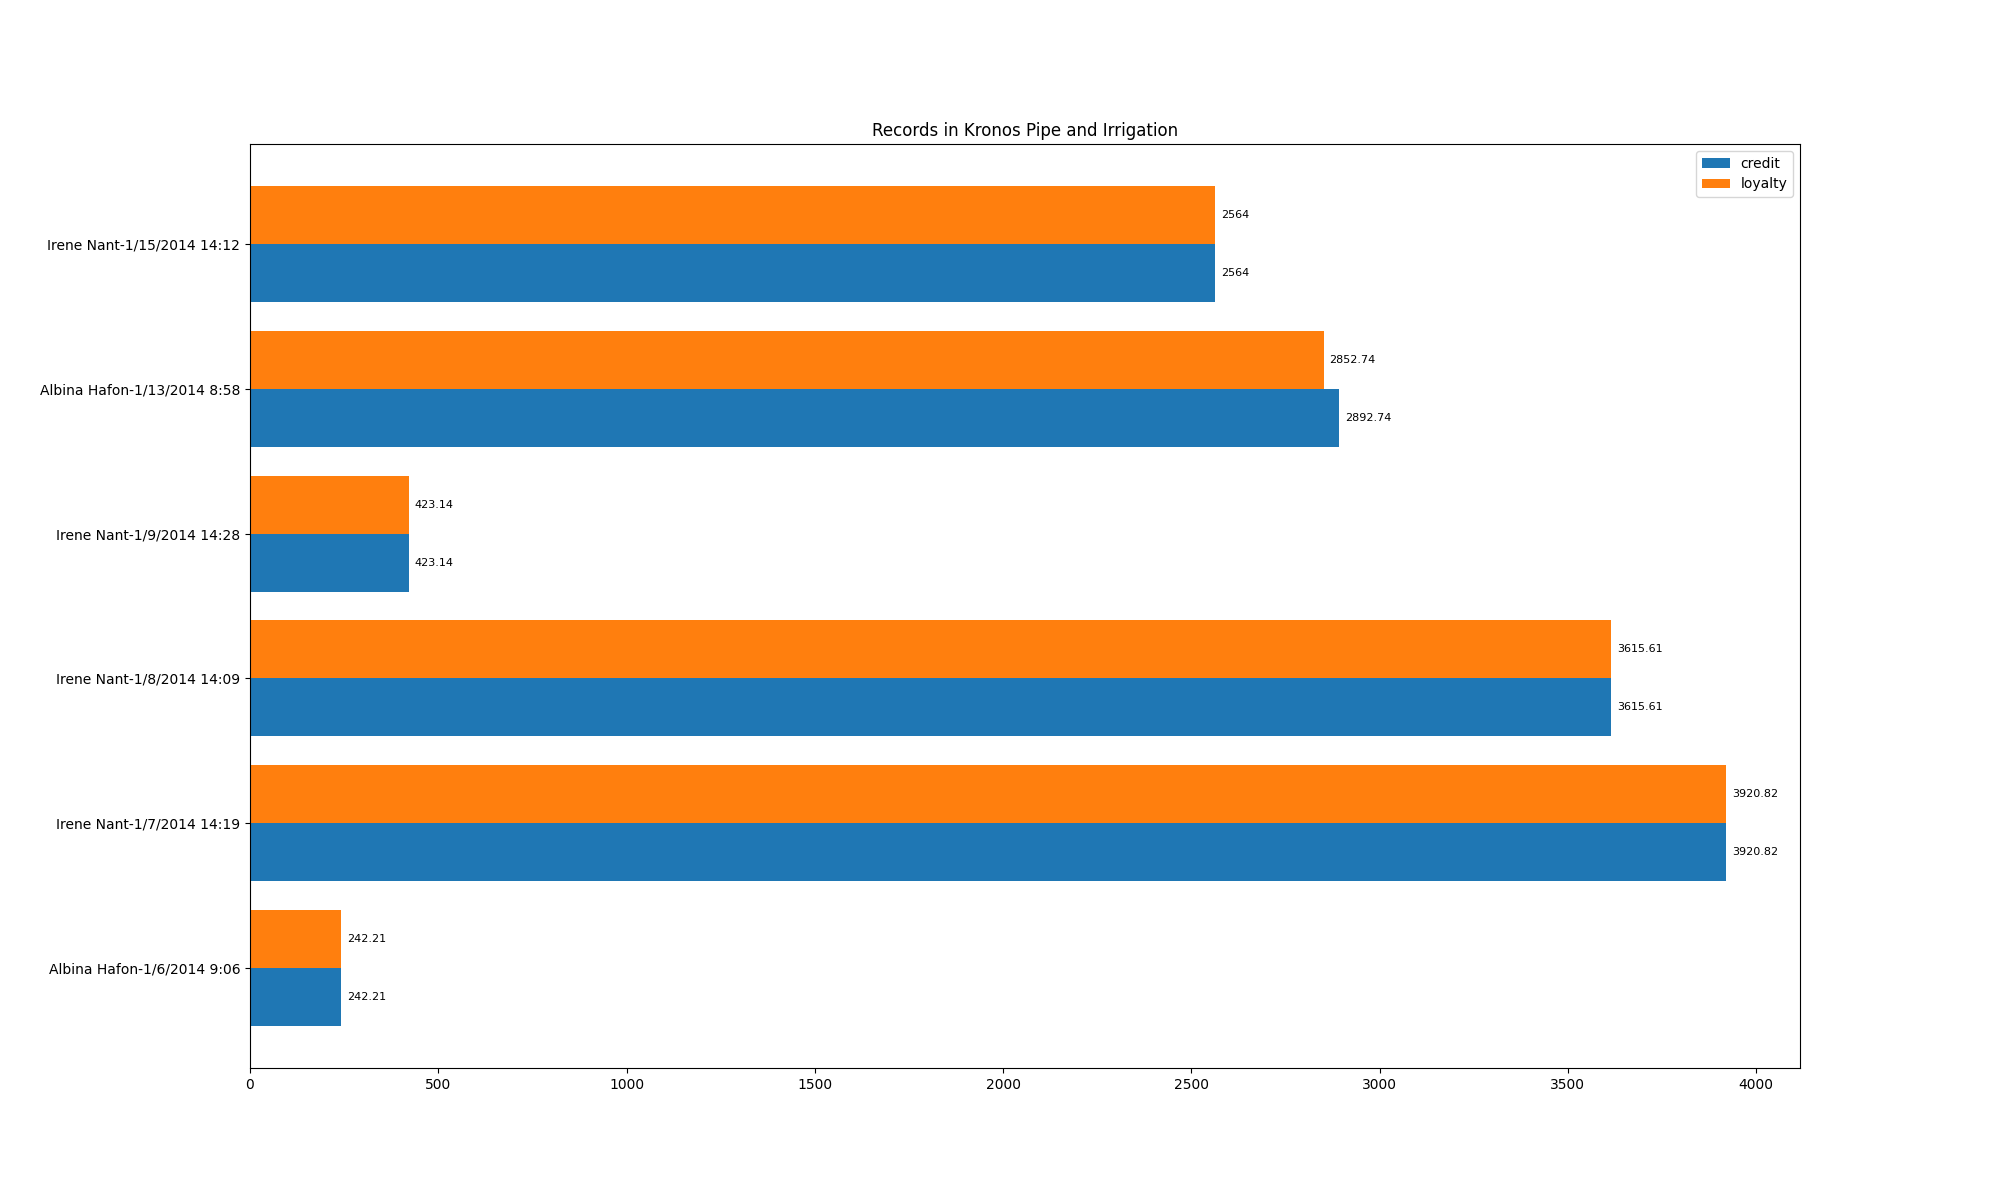 Records in Kronos Pipe and Irrigation
credit
loyalty
Irene Nant-1/15/2014 14:12
2564
2564
Albina Hafon-1/13/2014 8:58
2852.74
2892.74
Irene Nant-1/9/2014 14:28
423.14
423.14
Irene Nant-1/8/2014 14:09
3615.61
3615.61
Irene Nant-1/7/2014 14:19
3920.82
3920.82
Albina Hafon-1/6/2014 9:06
242.21
242.21
0 500 1000 1500 2000 2500 3000 3500 4000